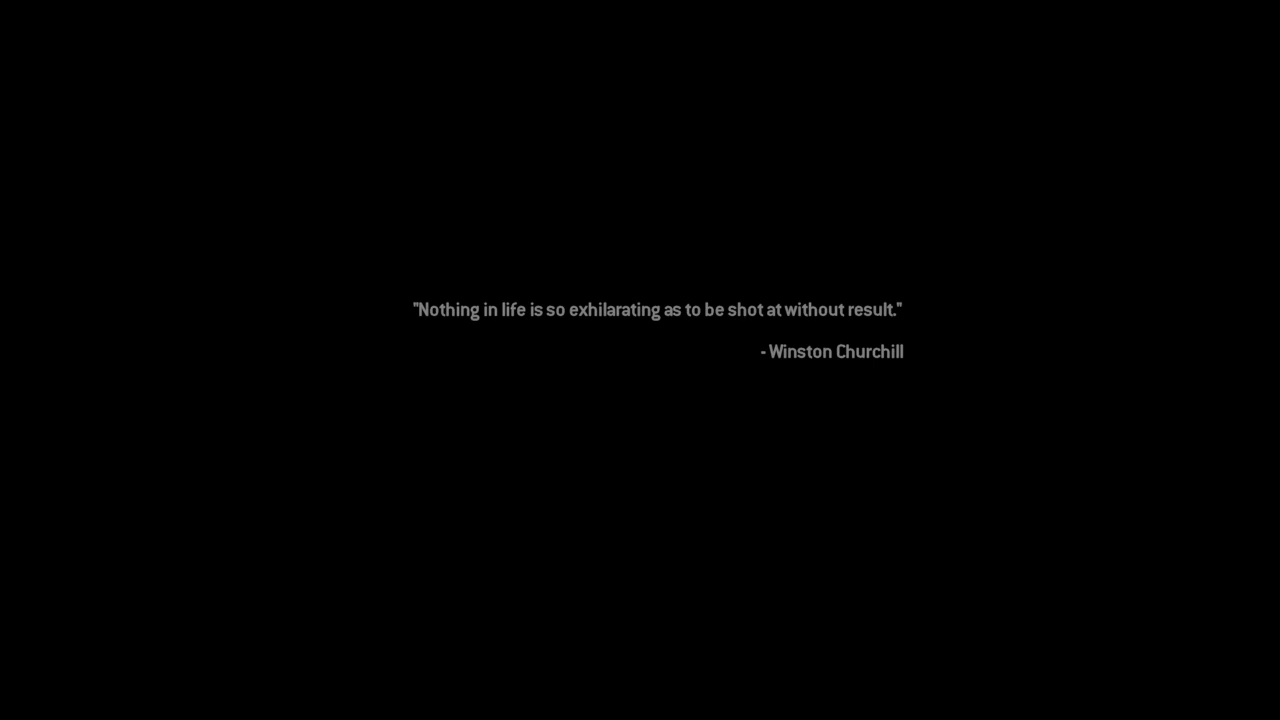 "Nothing in life is so exhilarating as to be shot at without result."
- Winston Churchill